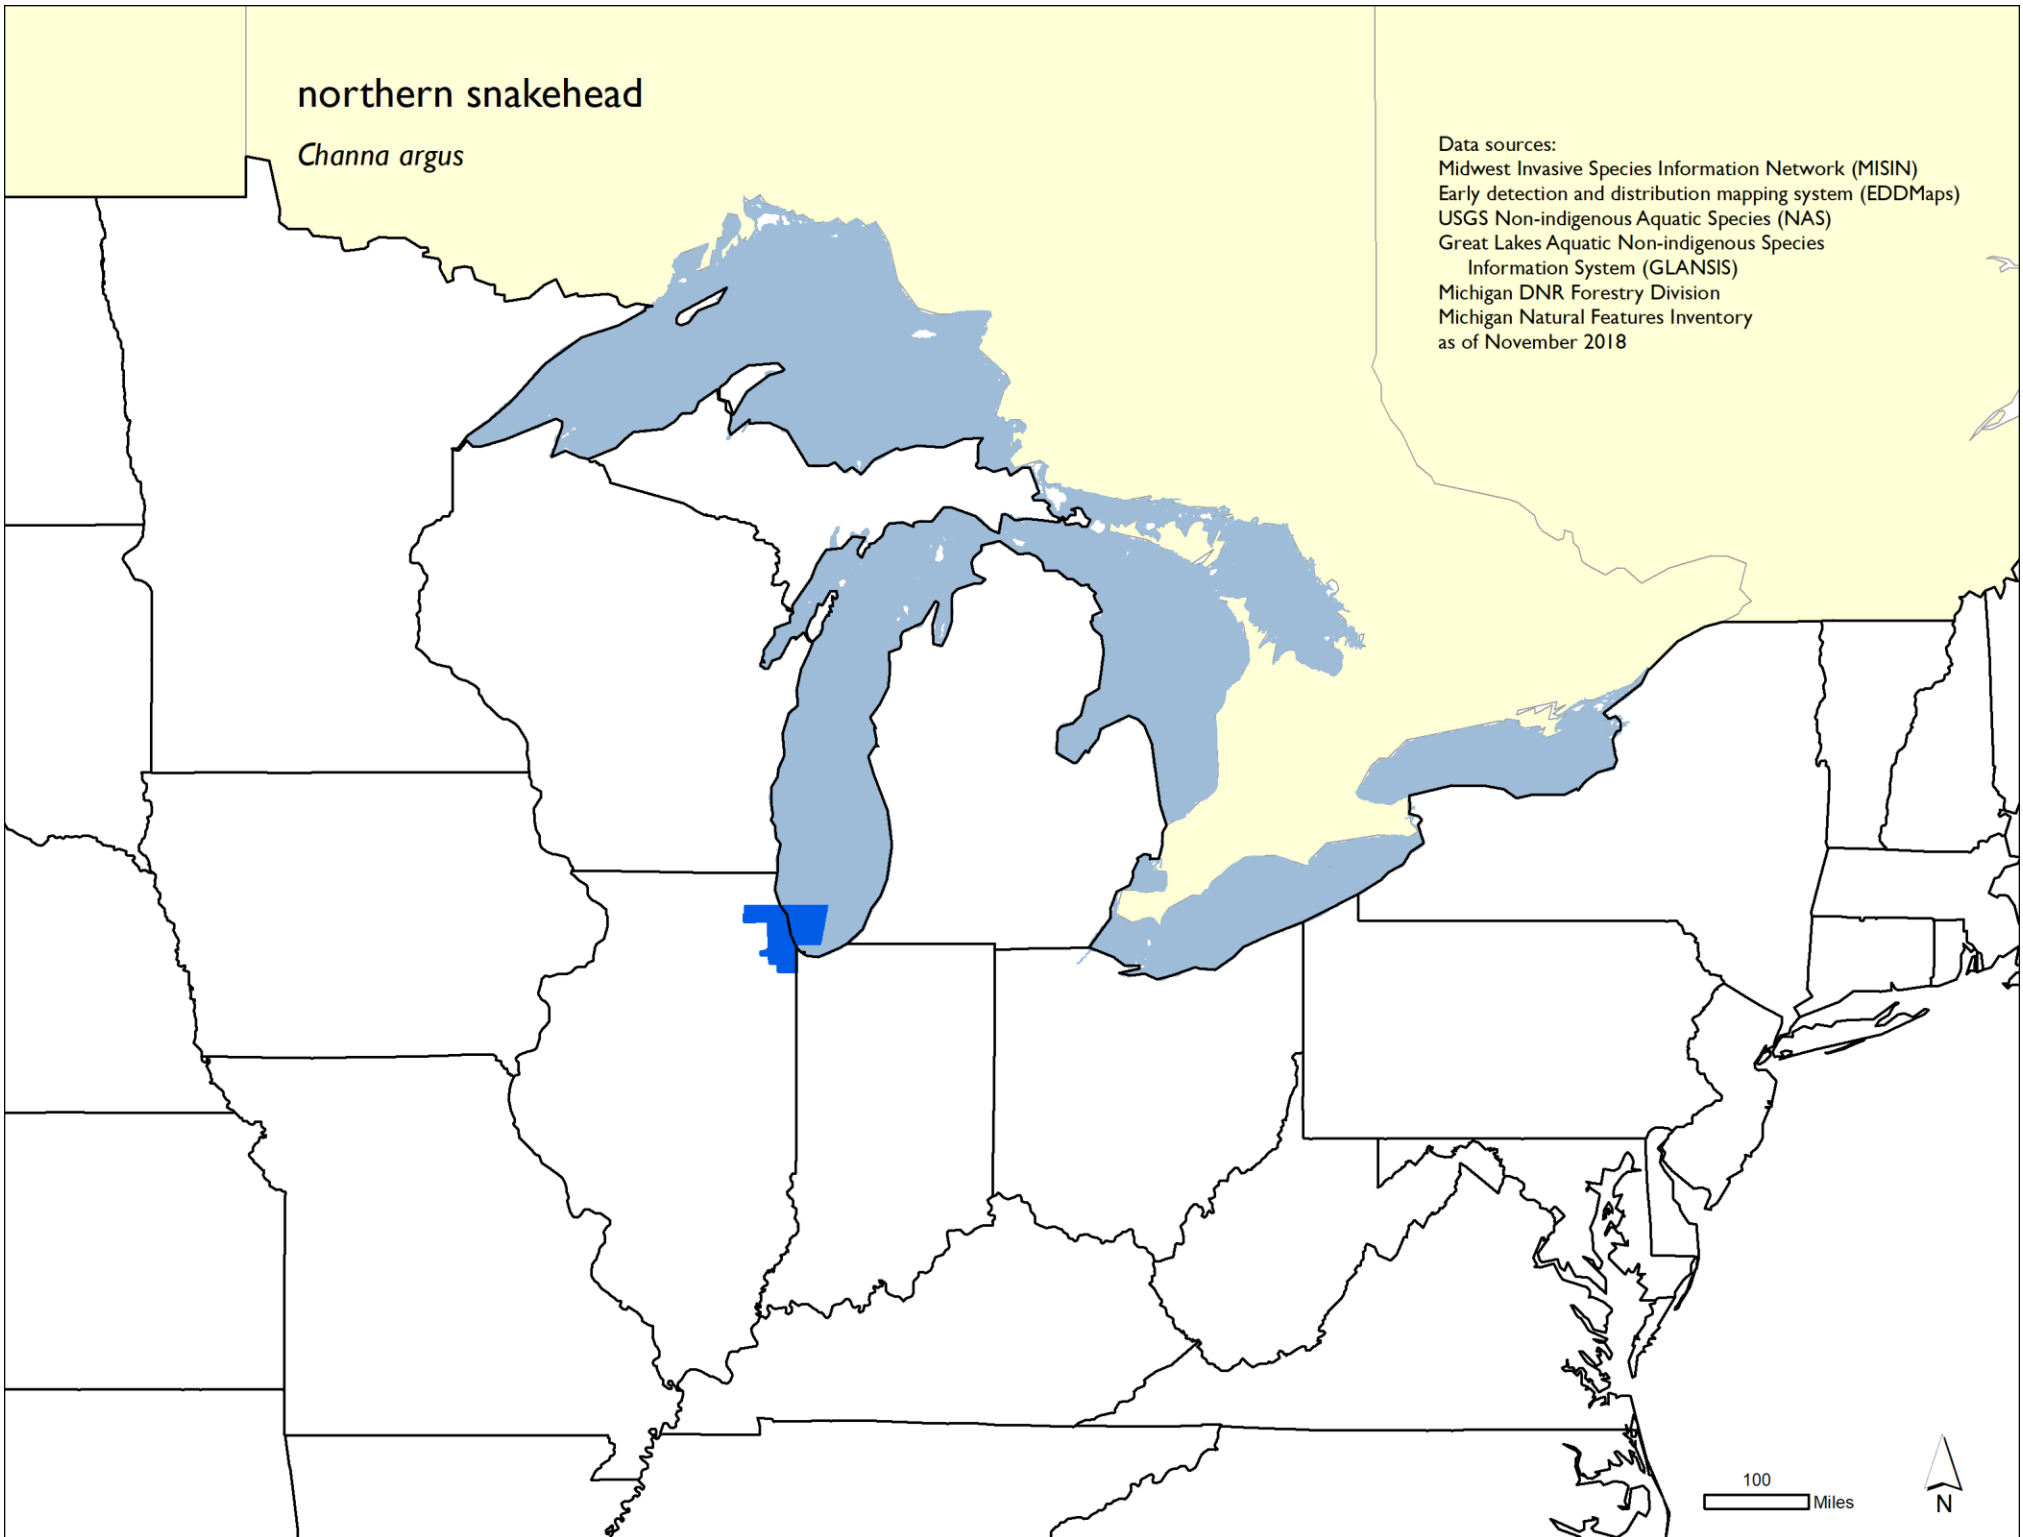 northern snakehead
Channa argus
Data sources:
Midwest Invasive Species Information Network (MISIN)
Early detection and distribution mapping system (EDDMaps)
USGS Non-indigenous Aquatic Species (NAS)
Great Lakes Aquatic Non-indigenous Species
Information System (GLANSIS)
Michigan DNR Forestry Division
Michigan Natural Features Inventory
as of November 2018
100
Miles
N